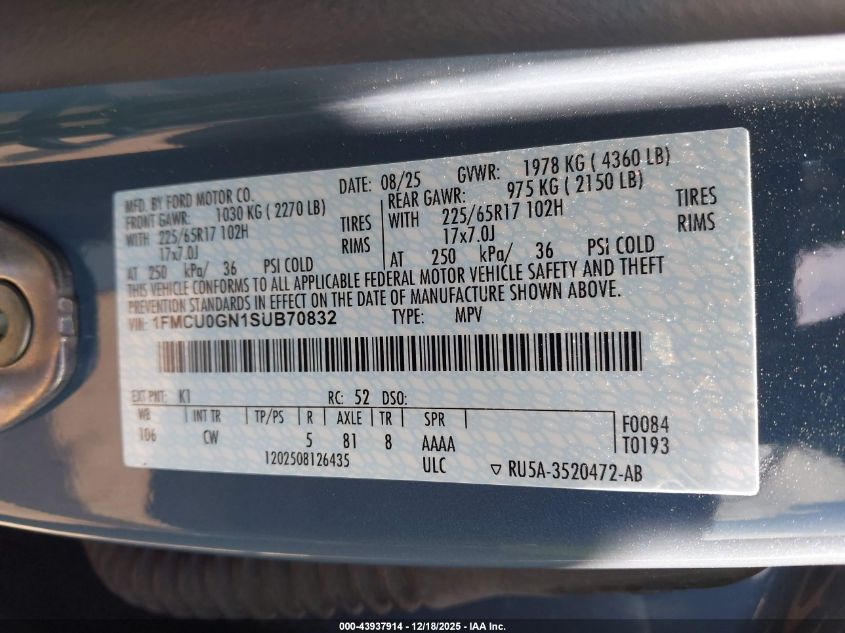 MFD. BY FORD MOTOR CO.
DATE: 08/25 GVWR: 1978 KG ( 4360 LB)
FRONT GAWR: 1030 KG ( 2270 LB)
WITH 225/65R17 102H TIRES
17x7.0J RIMS
AT 250 kPa/ 36 PSI COLD
REAR GAWR: 975 KG ( 2150 LB)
WITH 225/65R17 102H TIRES
17x7.0J RIMS
AT 250 kPa/ 36 PSI COLD
THIS VEHICLE CONFORMS TO ALL APPLICABLE FEDERAL MOTOR VEHICLE SAFETY AND THEFT
PREVENTION STANDARDS IN EFFECT ON THE DATE OF MANUFACTURE SHOWN ABOVE.
VIN: 1FMCU0GN1SUB70832 TYPE: MPV
EXT PNT: K1 RC: 52 DSO:
WB INT TR TP/PS R AXLE TR SPR
106 CW 5 81 8 AAAA
F0084
T0193
1202508126435 ULC ▽ RU5A-3520472-AB
000-43937914 - 12/18/2025 - IAA Inc.